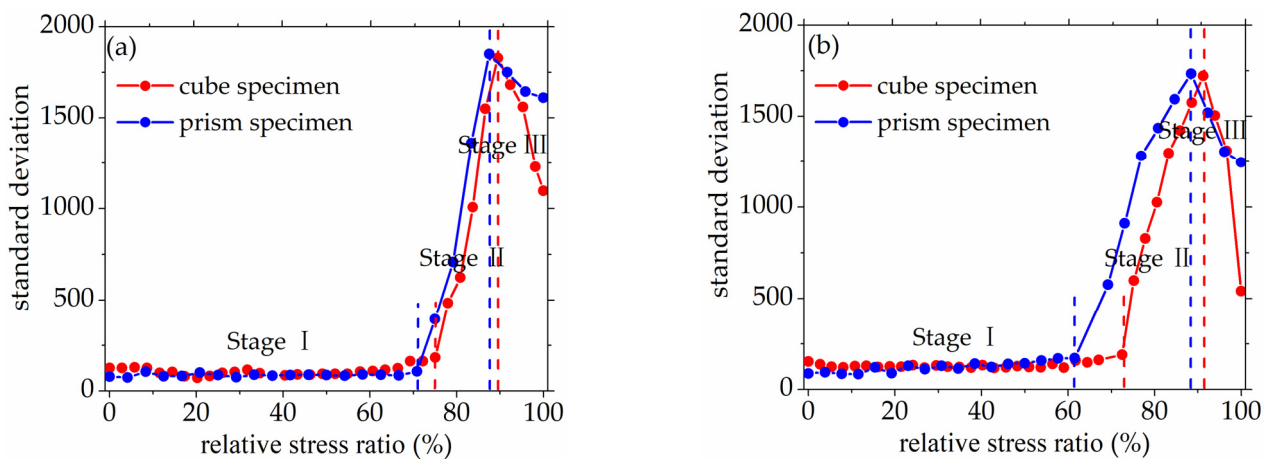 (a)
cube specimen
prism specimen
Stage III
Stage II
Stage I
standard deviation
2000
1500
1000
500
0
0 20 40 60 80 100
relative stress ratio (%)
(b)
cube specimen
prism specimen
Stage III
Stage II
Stage I
standard deviation
2000
1500
1000
500
0
0 20 40 60 80 100
relative stress ratio (%)